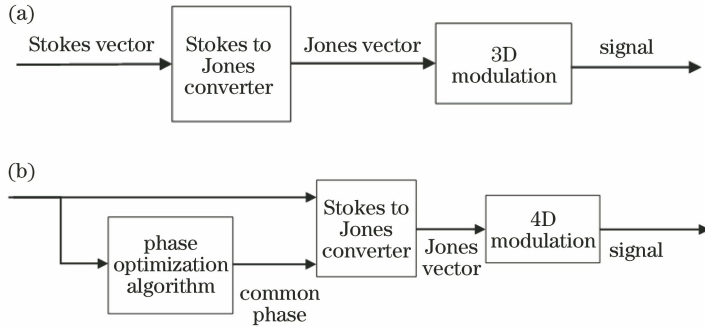 (a)
Stokes vector
Stokes to
Jones
converter
Jones vector
3D
modulation
signal
(b)
phase
optimization
algorithm
common
phase
Stokes to
Jones
converter
Jones
vector
4D
modulation
signal